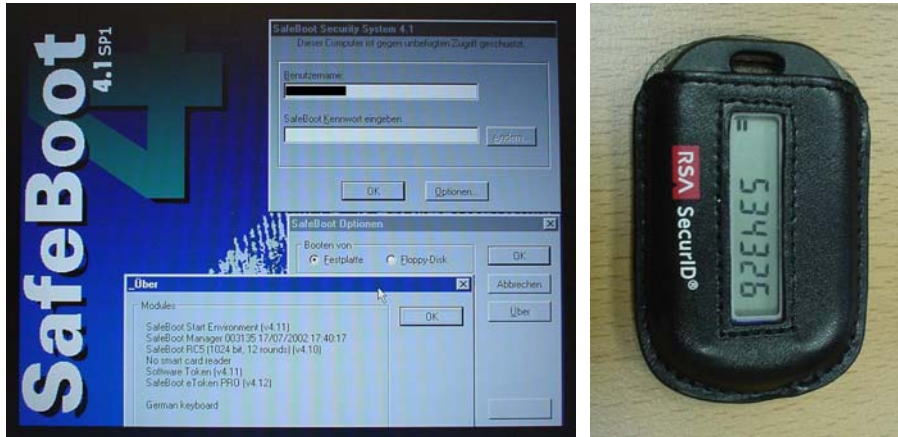 SafeBoot
4.1 SP1
4
SafeBoot Security System 4.1
Dieser Computer ist gegen unbefugten Zugriff geschuetzt.
Benutzername:
SafeBoot Kennwort eingeben
Ändern...
OK
Optionen...
SafeBoot Optionen
Booten von
Festplatte
Floppy-Disk
OK
Abbrechen
Über
_Über
Modules
SafeBoot Start Environment (v4.11)
SafeBoot Manager 003135 17/07/2002 17:40:17
SafeBoot RC5 (1024 bit, 12 rounds) (v4.10)
No smart card reader
Software Token (v4.11)
SafeBoot eToken PRO (v4.12)
German keyboard
OK
RSA SecurID®
534326